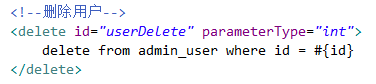 <!--删除用户-->
<delete id="userDelete" parameterType="int">
delete from admin_user where id = #{id}
</delete>